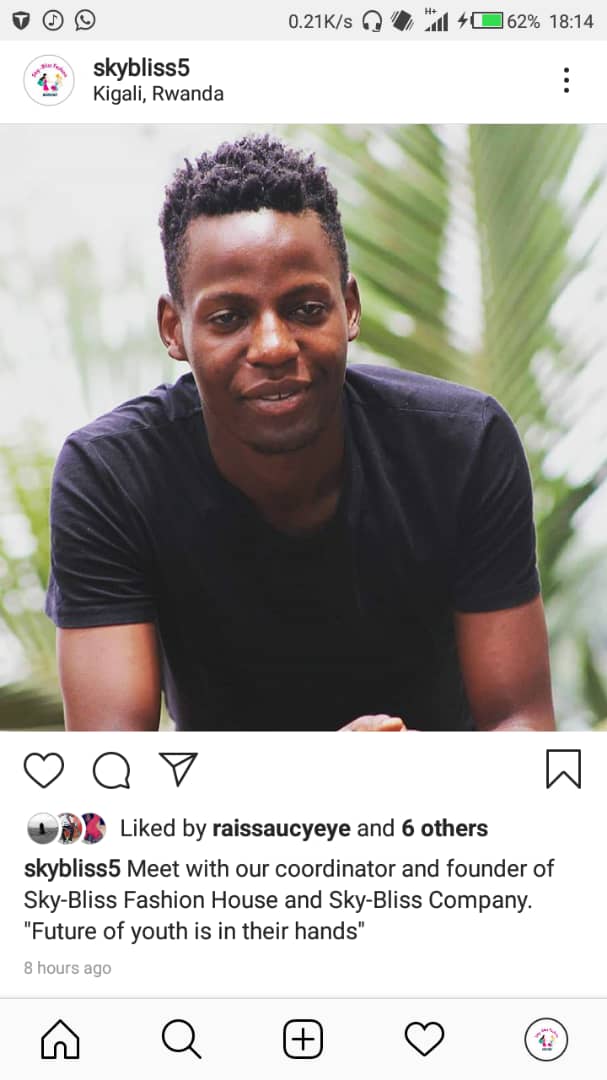 0.21K/s H+ 62% 18:14
skybliss5
Kigali, Rwanda
Liked by raissaucyeye and 6 others
skybliss5 Meet with our coordinator and founder of
Sky-Bliss Fashion House and Sky-Bliss Company.
"Future of youth is in their hands"
8 hours ago